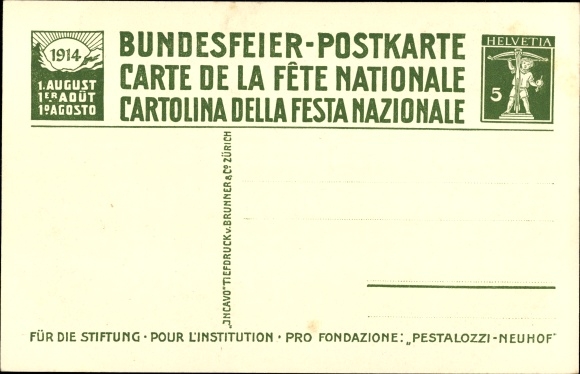 1914
1. AUGUST
1ER AOÛT
1º AGOSTO
BUNDESFEIER-POSTKARTE
CARTE DE LA FÊTE NATIONALE
CARTOLINA DELLA FESTA NAZIONALE
HELVETIA
5
„INCAVO" TIEFDRUCK v. BRUNNER & Cº ZÜRICH
FÜR DIE STIFTUNG · POUR L'INSTITUTION · PRO FONDAZIONE: „PESTALOZZI-NEUHOF"